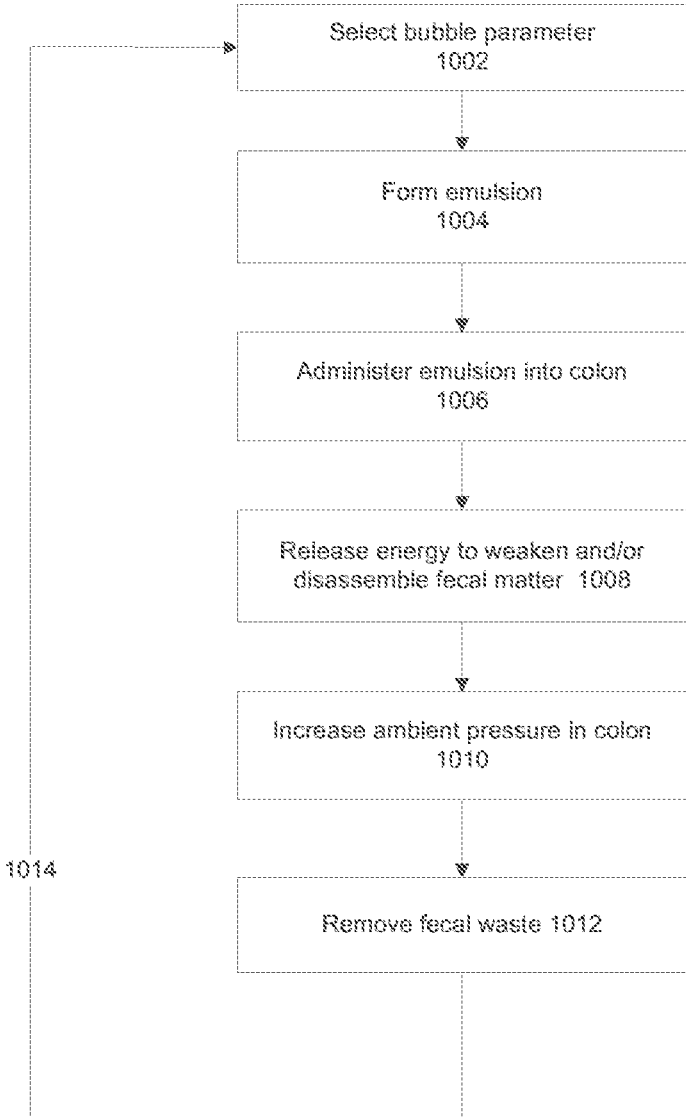 Select bubble parameter
1002
Form emulsion
1004
Administer emulsion into colon
1006
Release energy to weaken and/or
disassemble fecal matter 1008
Increase ambient pressure in colon
1010
1014
Remove fecal waste 1012